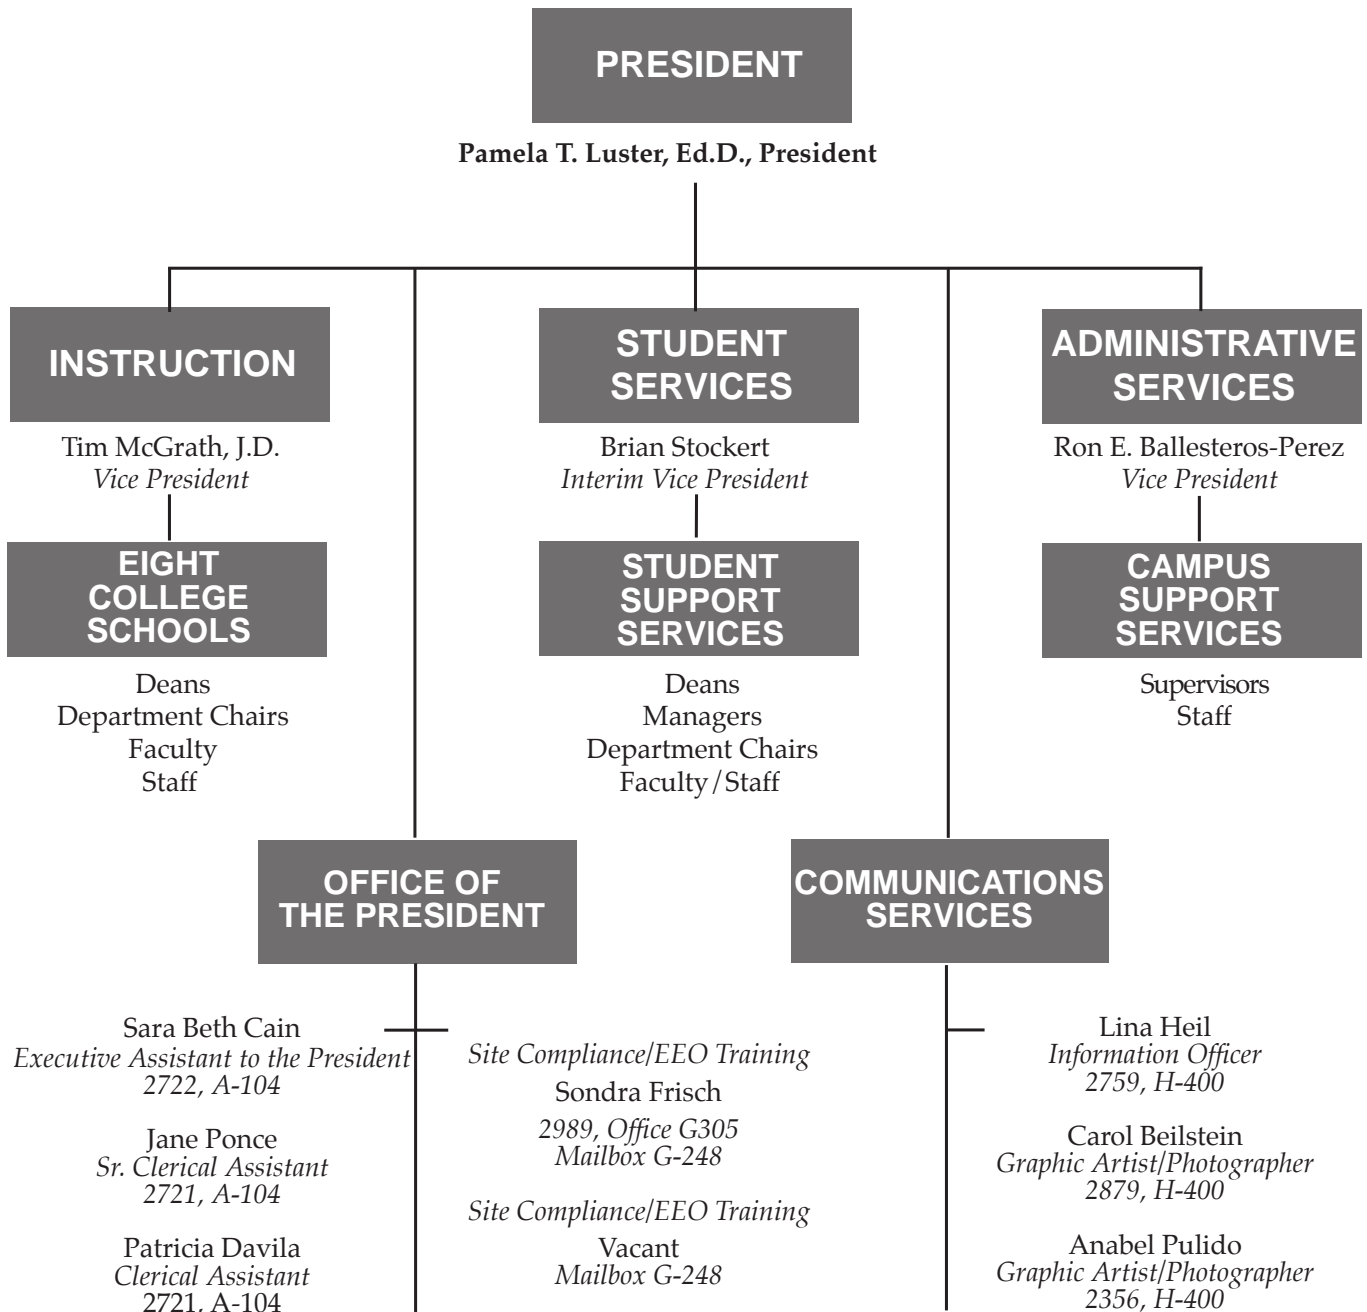 PRESIDENT
Pamela T. Luster, Ed.D., President
INSTRUCTION
Tim McGrath, J.D.
Vice President
EIGHT
COLLEGE
SCHOOLS
Deans
Department Chairs
Faculty
Staff
STUDENT
SERVICES
Brian Stockert
Interim Vice President
STUDENT
SUPPORT
SERVICES
Deans
Managers
Department Chairs
Faculty/Staff
ADMINISTRATIVE
SERVICES
Ron E. Ballesteros-Perez
Vice President
CAMPUS
SUPPORT
SERVICES
Supervisors
Staff
OFFICE OF
THE PRESIDENT
Sara Beth Cain
Executive Assistant to the President
2722, A-104
Jane Ponce
Sr. Clerical Assistant
2721, A-104
Patricia Davila
Clerical Assistant
2721, A-104
Site Compliance/EEO Training
Sondra Frisch
2989, Office G305
Mailbox G-248
Site Compliance/EEO Training
Vacant
Mailbox G-248
COMMUNICATIONS
SERVICES
Lina Heil
Information Officer
2759, H-400
Carol Beilstein
Graphic Artist/Photographer
2879, H-400
Anabel Pulido
Graphic Artist/Photographer
2356, H-400